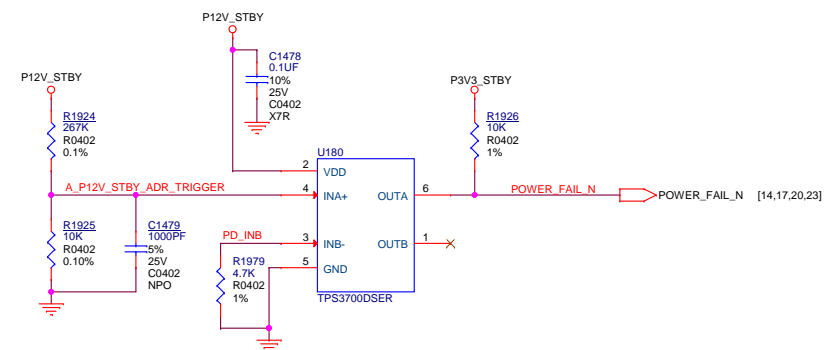 P12V_STBY
C1478
0.1UF
10%
25V
C0402
X7R
P12V_STBY
R1924
267K
R0402
0.1%
P3V3_STBY
R1926
10K
R0402
1%
U180
2 VDD
A_P12V_STBY_ADR_TRIGGER
4 INA+ OUTA 6
POWER_FAIL_N
POWER_FAIL_N [14,17,20,23]
R1925
10K
R0402
0.10%
C1479
1000PF
5%
25V
C0402
NPO
PD_INB
3 INB- OUTB 1
5 GND
R1979
4.7K
R0402
1%
TPS3700DSER